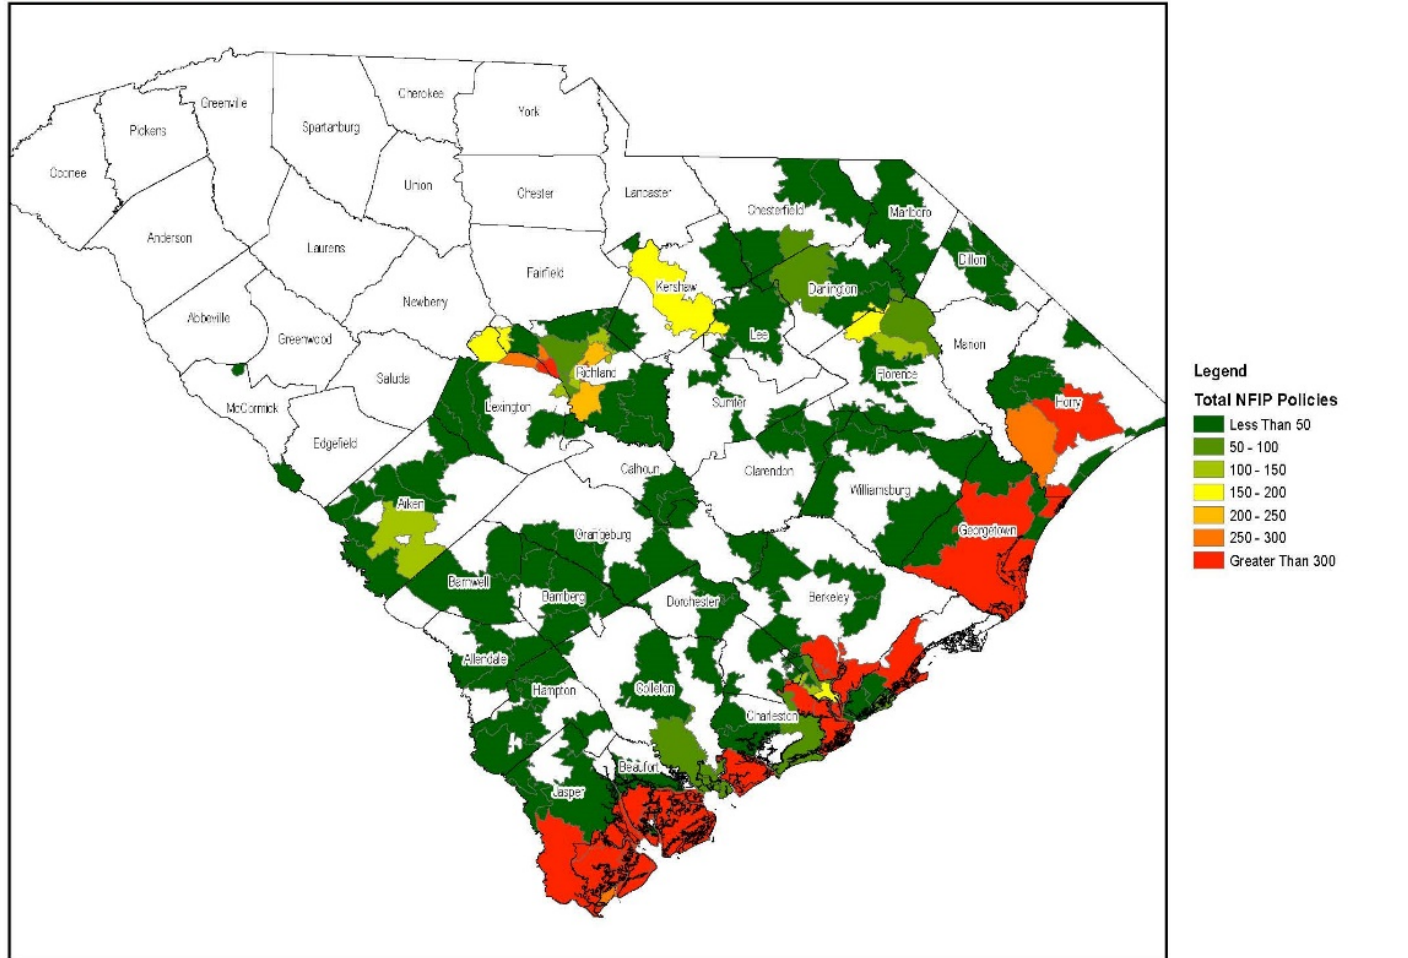 Cherokee
Greenville
York
Pickens
Spartanburg
Oconee
Union
Chester
Lancaster
Chesterfield
Marlboro
Anderson
Laurens
Dillon
Fairfield
Kershaw
Darlington
Newberry
Abbeville
Greenwood
Lee
Marion
Saluda
Richland
Florence
McCormick
Lexington
Sumter
Horry
Edgefield
Calhoun
Clarendon
Williamsburg
Aiken
Orangeburg
Georgetown
Barnwell
Bamberg
Dorchester
Berkeley
Allendale
Hampton
Colleton
Charleston
Beaufort
Jasper
Legend
Total NFIP Policies
Less Than 50
50 - 100
100 - 150
150 - 200
200 - 250
250 - 300
Greater Than 300